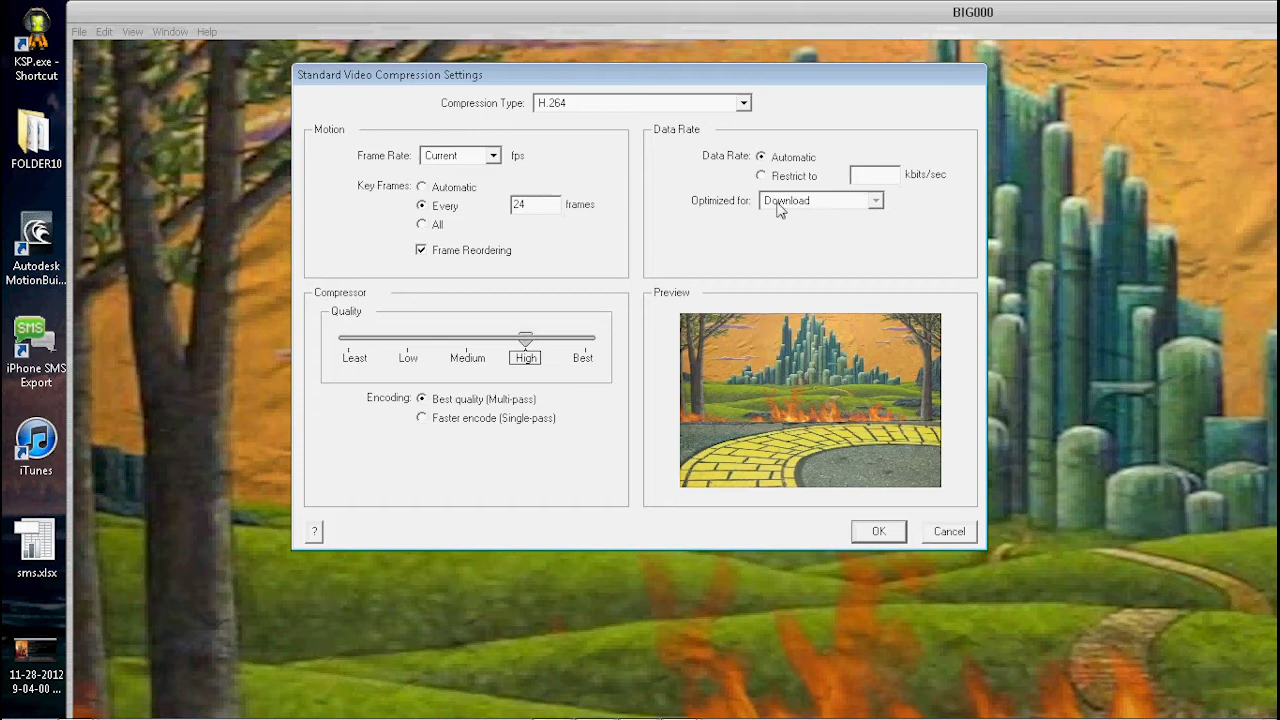 BIG000
File Edit View Window Help
KSP.exe -
Shortcut
FOLDER10
Autodesk
MotionBui...
SMS
iPhone SMS
Export
iTunes
sms.xlsx
11-28-2012
9-04-00 ...
Standard Video Compression Settings
Compression Type: H.264
Motion
Frame Rate: Current fps
Key Frames: Automatic
Every 24 frames
All
Frame Reordering
Data Rate
Data Rate: Automatic
Restrict to kbits/sec
Optimized for: Download
Compressor
Quality
Least Low Medium High Best
Encoding: Best quality (Multi-pass)
Faster encode (Single-pass)
Preview
? OK Cancel